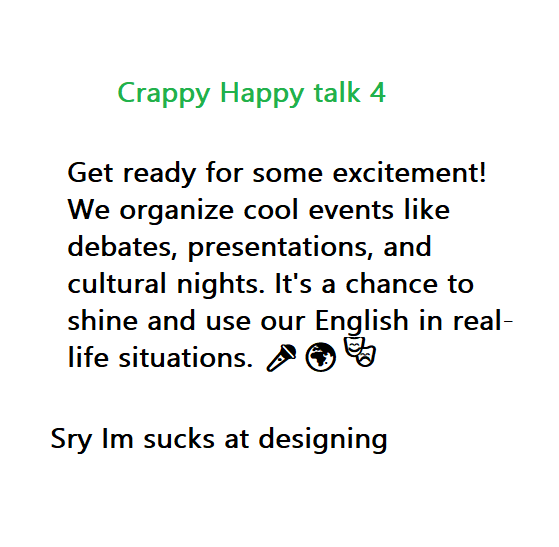 Crappy Happy talk 4
Get ready for some excitement!
We organize cool events like
debates, presentations, and
cultural nights. It's a chance to
shine and use our English in real-
life situations. 🎤🌍🎭
Sry Im sucks at designing